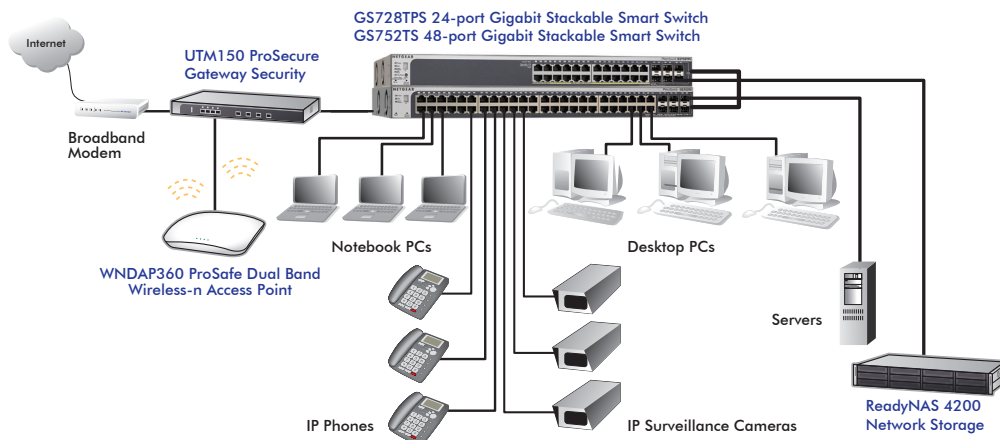 GS728TPS 24-port Gigabit Stackable Smart Switch
GS752TS 48-port Gigabit Stackable Smart Switch
Internet
UTM150 ProSecure
Gateway Security
NETGEAR
NETGEAR
Broadband
Modem
Notebook PCs
Desktop PCs
WNDAP360 ProSafe Dual Band
Wireless-n Access Point
Servers
IP Phones
IP Surveillance Cameras
ReadyNAS 4200
Network Storage